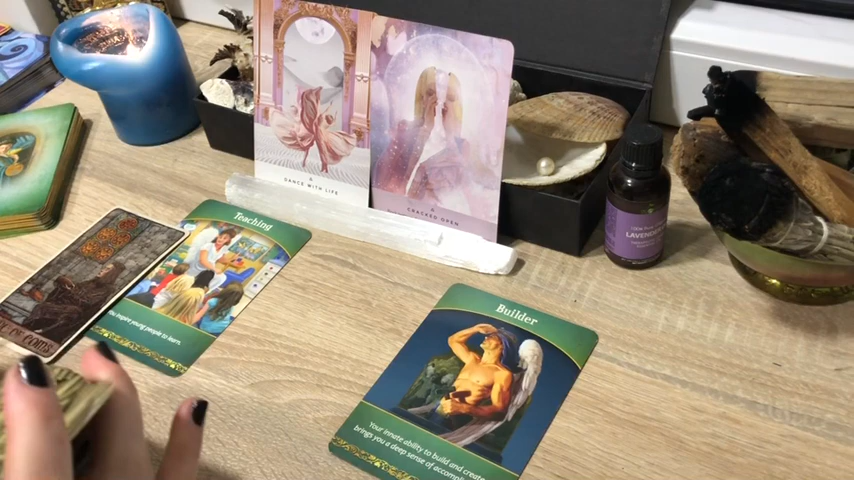 DANCE WITH LIFE
CRACKED OPEN
Teaching
You inspire young people to learn.
OF COINS
Builder
Your innate ability to build and create
brings you a deep sense of
LAVENDER